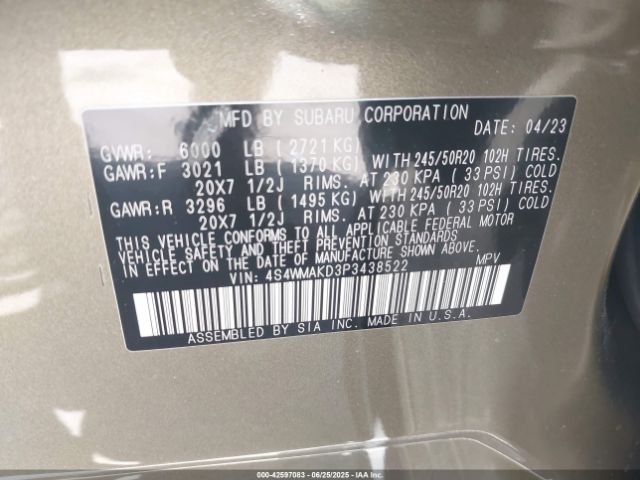 MFD BY SUBARU CORPORATION
DATE: 04/23
GVWR: 6000 LB ( 2721 KG)
GAWR:F 3021 LB ( 1370 KG) WITH 245/50R20 102H TIRES.
20X7 1/2J RIMS. AT 230 KPA ( 33 PSI) COLD
GAWR:R 3296 LB ( 1495 KG) WITH 245/50R20 102H TIRES.
20X7 1/2J RIMS. AT 230 KPA ( 33 PSI) COLD
THIS VEHICLE CONFORMS TO ALL APPLICABLE FEDERAL MOTOR
VEHICLE SAFETY AND THEFT PREVENTION STANDARDS
IN EFFECT ON THE DATE OF MANUFACTURE SHOWN ABOVE.
VIN: 4S4WMAKD3P3438522 MPV
ASSEMBLED BY SIA INC. MADE IN U.S.A.
000-42597083 | 06/25/2025 | IAAI.COM